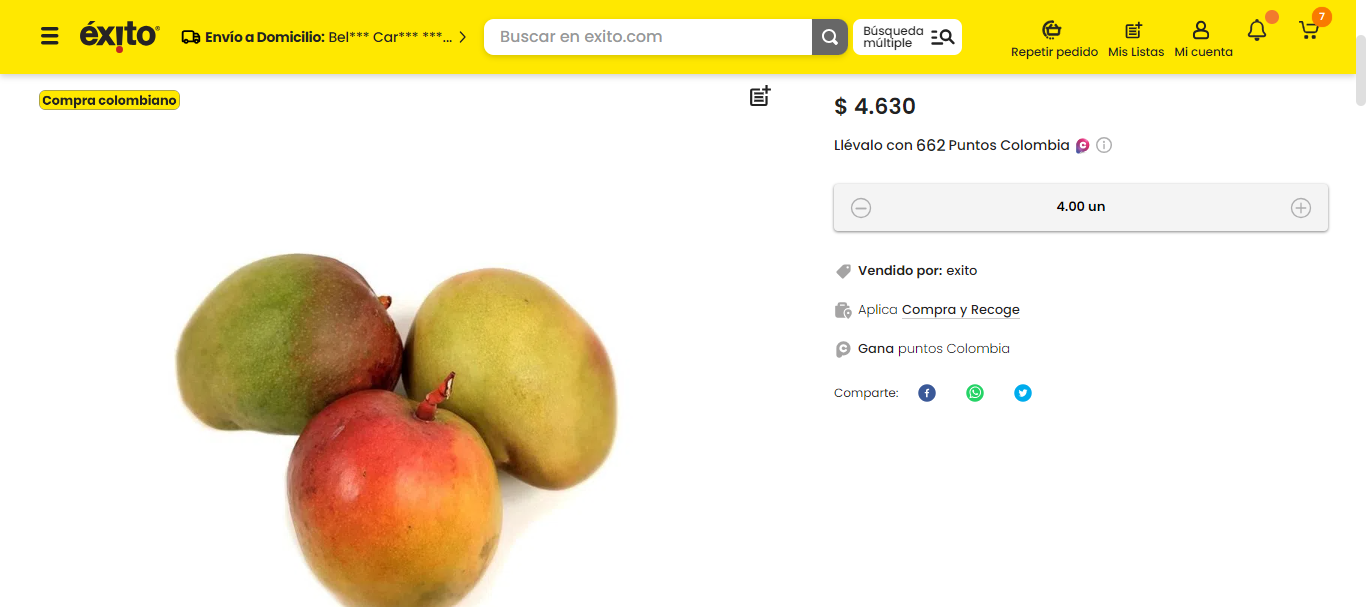 éxito
Envío a Domicilio: Bel*** Car*** ***...
Buscar en exito.com
Búsqueda
múltiple
Repetir pedido
Mis Listas
Mi cuenta
7
Compra colombiano
$ 4.630
Llévalo con 662 Puntos Colombia
4.00 un
Vendido por: exito
Aplica Compra y Recoge
Gana puntos Colombia
Comparte: